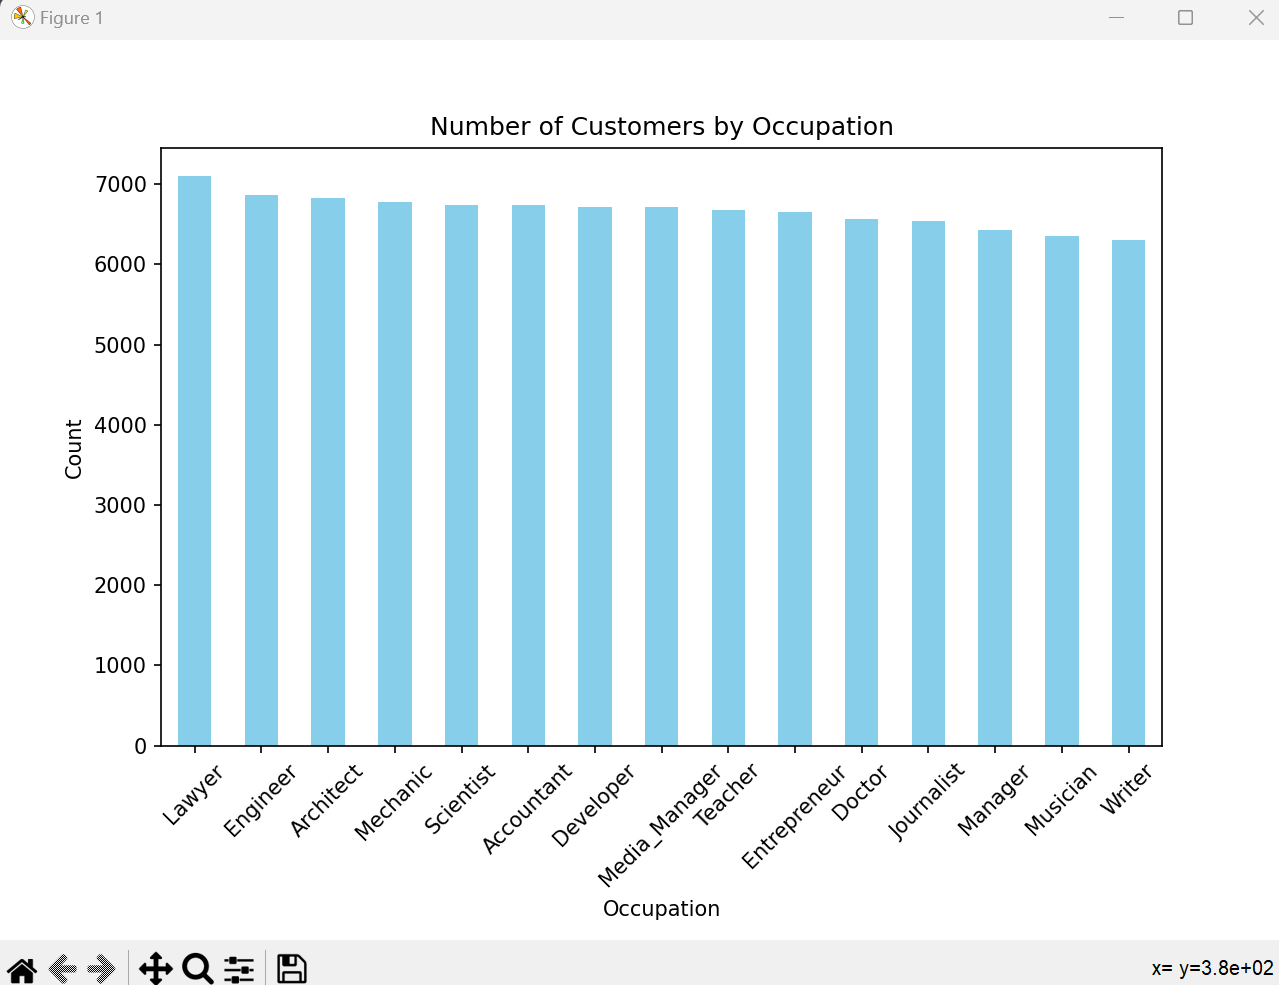 Figure 1
Number of Customers by Occupation
7000
6000
5000
4000
3000
2000
1000
0
Count
Lawyer
Engineer
Architect
Mechanic
Scientist
Accountant
Developer
Media_Manager
Teacher
Entrepreneur
Doctor
Journalist
Manager
Musician
Writer
Occupation
x= y=3.8e+02